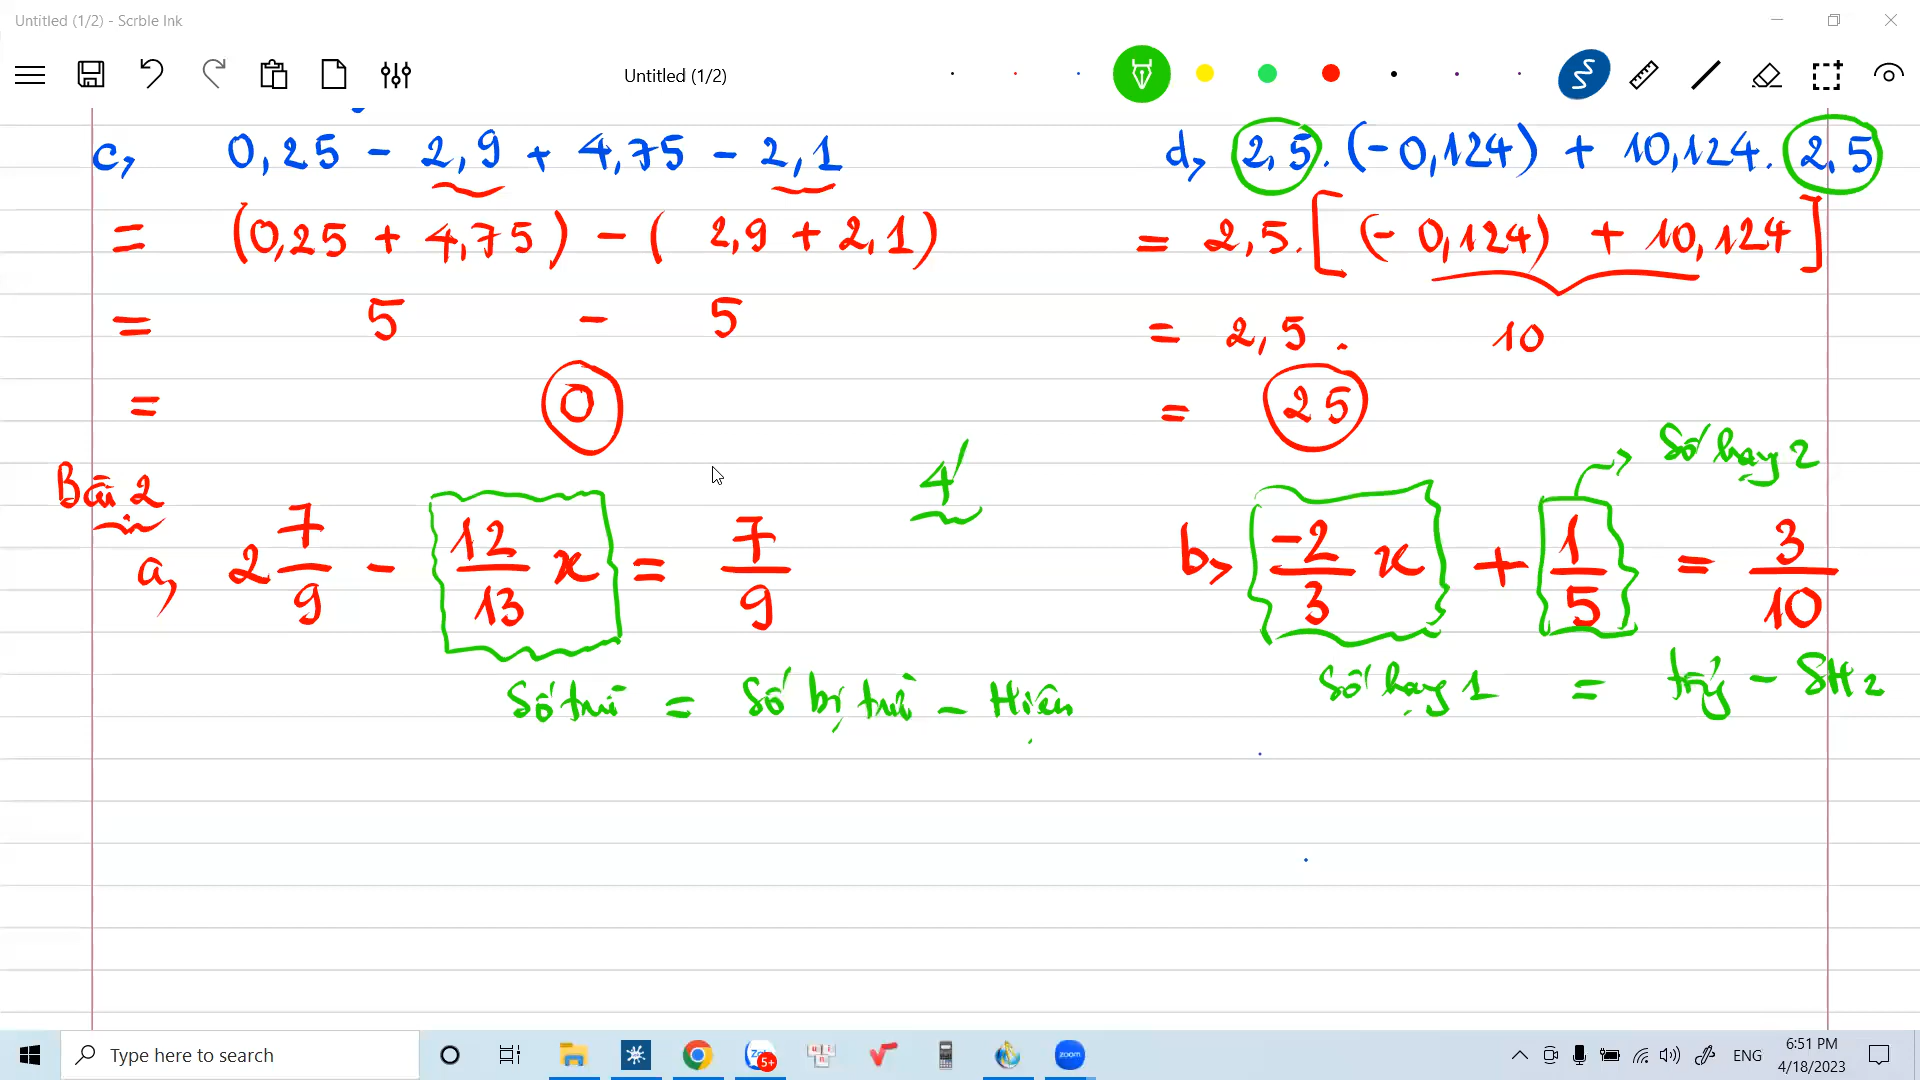 Untitled (1/2) - Scrble Ink
Untitled (1/2)
c, 0,25 - 2,9 + 4,75 - 2,1
= (0,25 + 4,75) - ( 2,9 + 2,1)
= 5 - 5
= 0
d, 2,5. (-0,124) + 10,124. 2,5
= 2,5. [ (-0,124) + 10,124 ]
= 2,5 . 10
= 25
Bài 2
4'
a, 2 7/9 - 12/13 x = 7/9
Số trừ = Số bị trừ - Hiệu
Số hạng 2
b, -2/3 x + 1/5 = 3/10
Số hạng 1 = tổng - SH2
Type here to search
5+
zoom
ENG
6:51 PM
4/18/2023